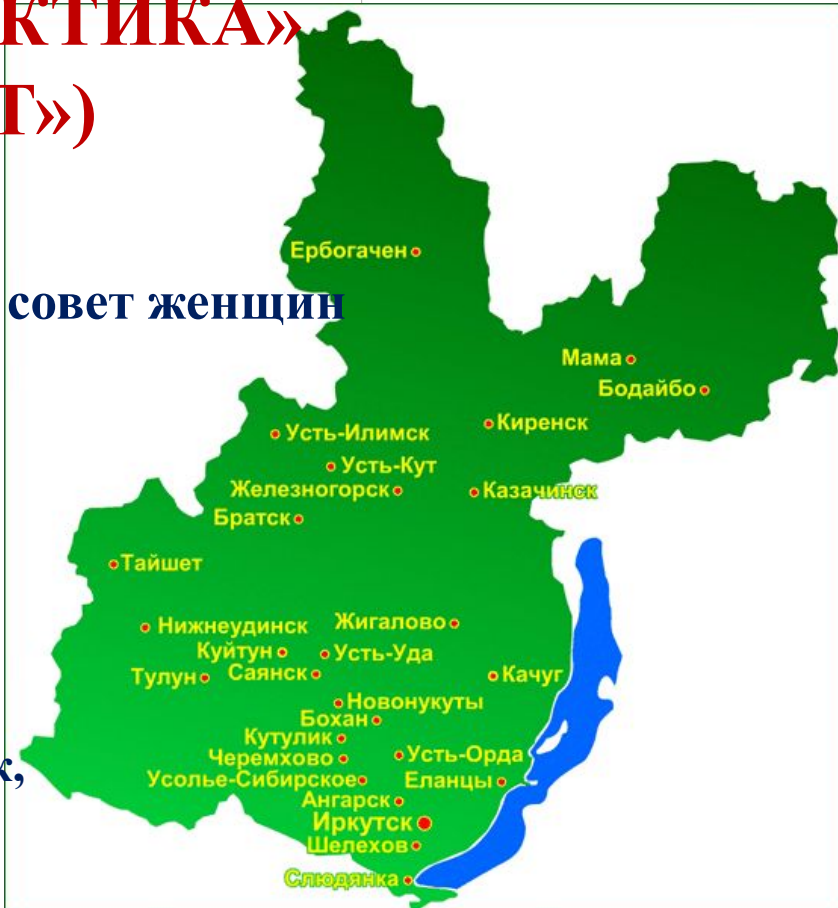 КТИКА»
Т»)
Ербогачен
совет женщин
Мама
Бодайбо
Киренск
Усть-Илимск
Усть-Кут
Железногорск
Казачинск
Братск
Тайшет
Жигалово
Нижнеудинск
Куйтун
Усть-Уда
Тулун
Саянск
Качуг
Новонукуты
Бохан
Кутулик
Усть-Орда
Черемхово
к,
Усолье-Сибирское
Еланцы
Ангарск
Иркутск
Шелехов
Слюдянка